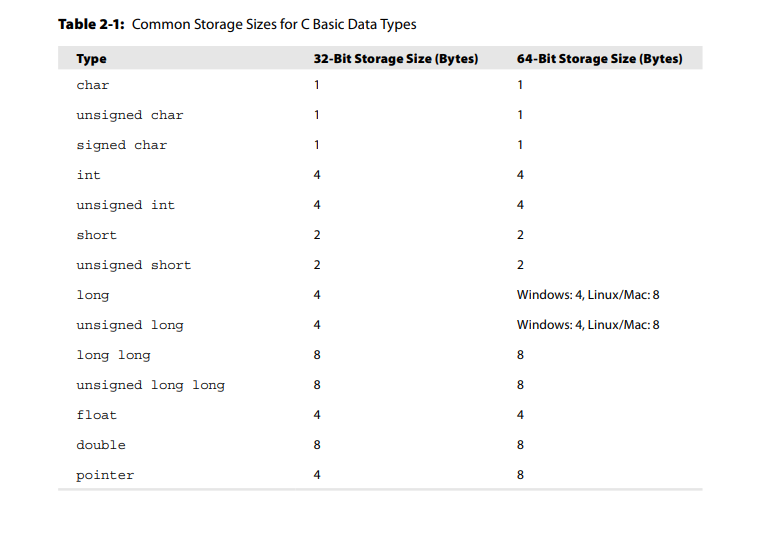 Table 2-1: Common Storage Sizes for C Basic Data Types
Type 32-Bit Storage Size (Bytes) 64-Bit Storage Size (Bytes)
char 1 1
unsigned char 1 1
signed char 1 1
int 4 4
unsigned int 4 4
short 2 2
unsigned short 2 2
long 4 Windows: 4, Linux/Mac: 8
unsigned long 4 Windows: 4, Linux/Mac: 8
long long 8 8
unsigned long long 8 8
float 4 4
double 8 8
pointer 4 8